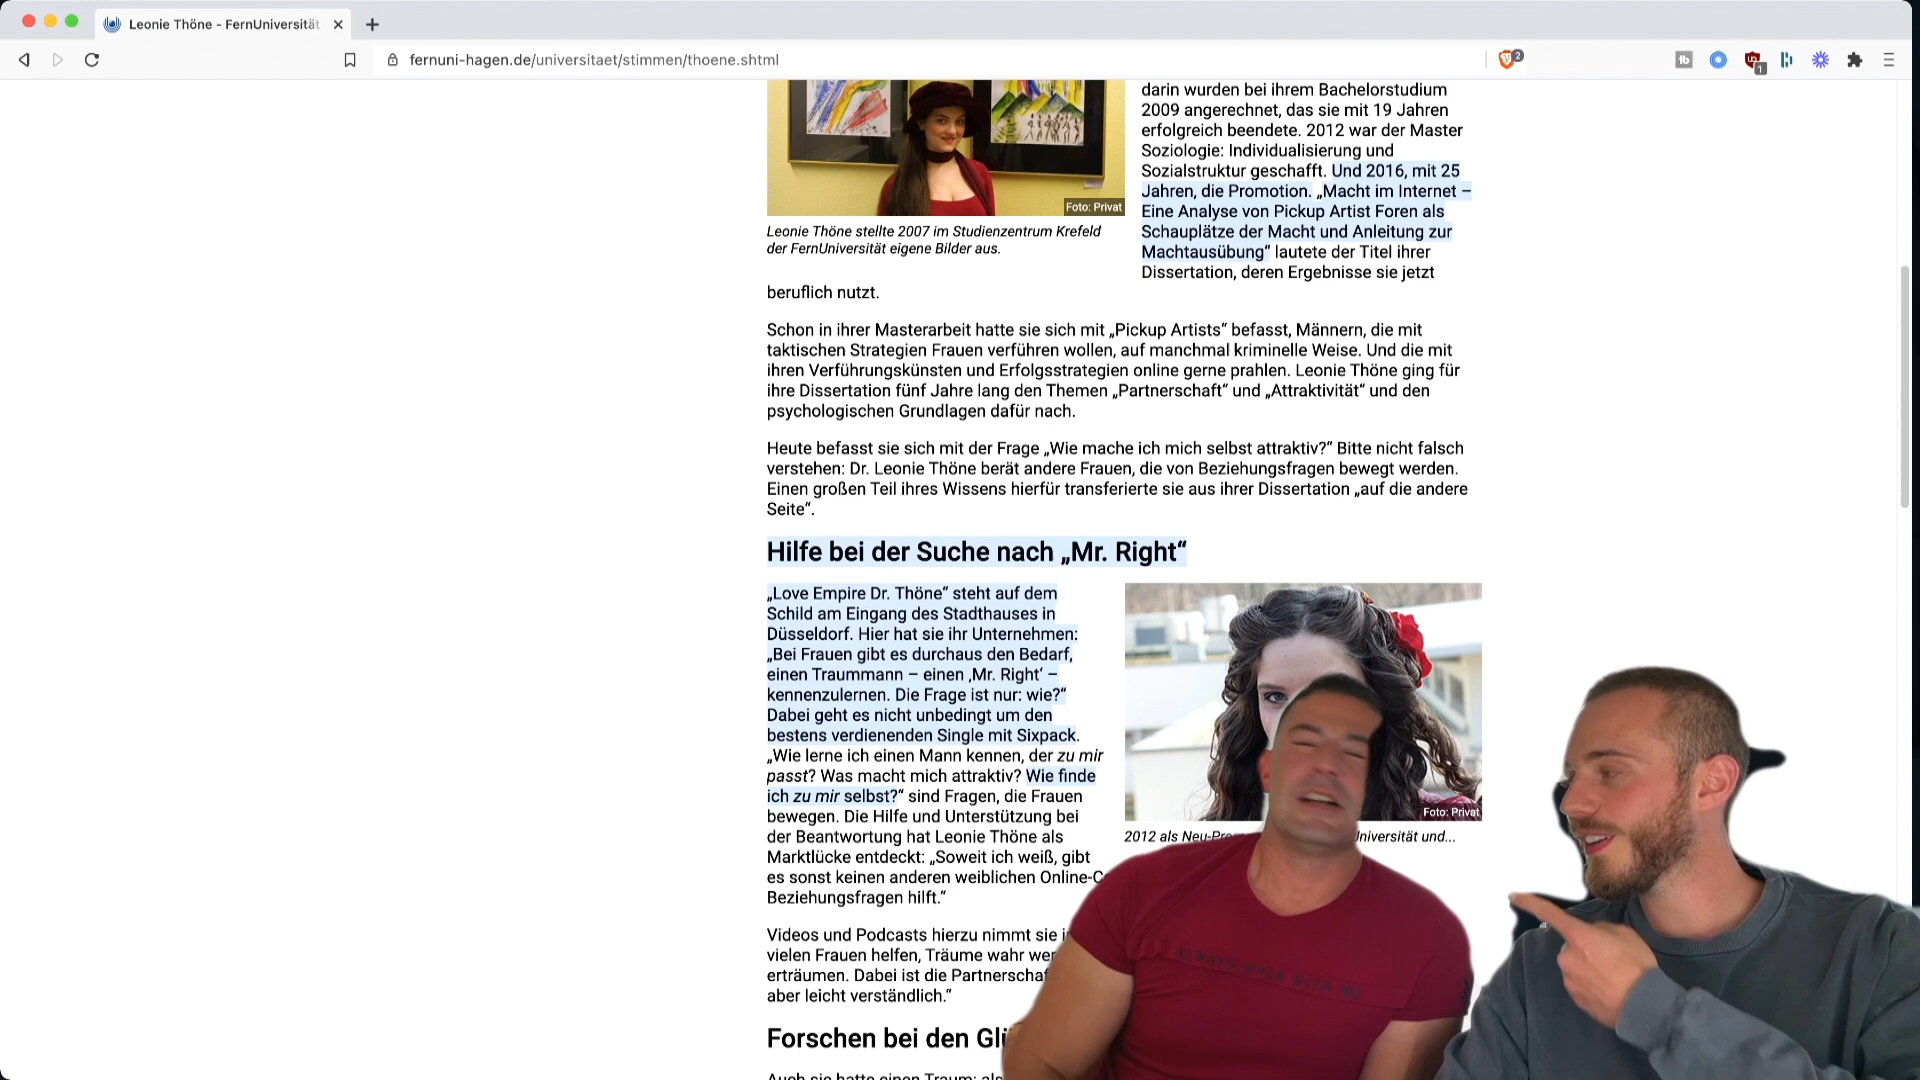 Leonie Thöne - FernUniversität
fernuni-hagen.de/universitaet/stimmen/thoene.shtml
2
1
darin wurden bei ihrem Bachelorstudium
2009 angerechnet, das sie mit 19 Jahren
erfolgreich beendete. 2012 war der Master
Soziologie: Individualisierung und
Sozialstruktur geschafft. Und 2016, mit 25
Jahren, die Promotion. „Macht im Internet –
Eine Analyse von Pickup Artist Foren als
Schauplätze der Macht und Anleitung zur
Machtausübung“ lautete der Titel ihrer
Dissertation, deren Ergebnisse sie jetzt
beruflich nutzt.
Foto: Privat
Leonie Thöne stellte 2007 im Studienzentrum Krefeld
der FernUniversität eigene Bilder aus.
Schon in ihrer Masterarbeit hatte sie sich mit „Pickup Artists“ befasst, Männern, die mit
taktischen Strategien Frauen verführen wollen, auf manchmal kriminelle Weise. Und die mit
ihren Verführungskünsten und Erfolgsstrategien online gerne prahlen. Leonie Thöne ging für
ihre Dissertation fünf Jahre lang den Themen „Partnerschaft“ und „Attraktivität“ und den
psychologischen Grundlagen dafür nach.
Heute befasst sie sich mit der Frage „Wie mache ich mich selbst attraktiv?“ Bitte nicht falsch
verstehen: Dr. Leonie Thöne berät andere Frauen, die von Beziehungsfragen bewegt werden.
Einen großen Teil ihres Wissens hierfür transferierte sie aus ihrer Dissertation „auf die andere
Seite“.
Hilfe bei der Suche nach „Mr. Right“
„Love Empire Dr. Thöne“ steht auf dem
Schild am Eingang des Stadthauses in
Düsseldorf. Hier hat sie ihr Unternehmen:
„Bei Frauen gibt es durchaus den Bedarf,
einen Traummann – einen ‚Mr. Right‘ –
kennenzulernen. Die Frage ist nur: wie?“
Dabei geht es nicht unbedingt um den
bestens verdienenden Single mit Sixpack.
„Wie lerne ich einen Mann kennen, der zu mir
passt? Was macht mich attraktiv? Wie finde
ich zu mir selbst?“ sind Fragen, die Frauen
bewegen. Die Hilfe und Unterstützung bei
der Beantwortung hat Leonie Thöne als
Marktlücke entdeckt: „Soweit ich weiß, gibt
es sonst keinen anderen weiblichen Online-C
Beziehungsfragen hilft.“
Foto: Privat
2012 als Neu-Pro
niversität und...
Videos und Podcasts hierzu nimmt sie
vielen Frauen helfen, Träume wahr
erträumen. Dabei ist die
aber leicht verständlich.“
Forschen bei den
Auch sie hatte einen Traum: als